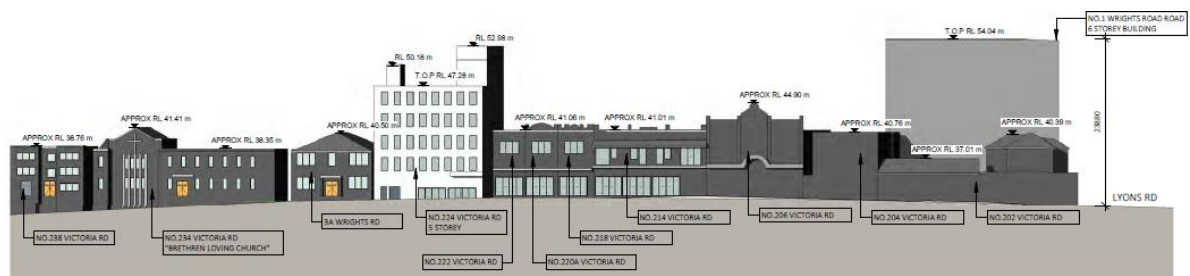 NO.1 WRIGHTS ROAD ROAD
6 STOREY BUILDING
T.O.P RL 54.04 m
RL 52.98 m
RL 50.18 m
T.O.P RL 47.28 m
APPROX RL 44.90 m
APPROX RL 38.76 m
APPROX RL 41.41 m
APPROX RL 38.35 m
APPROX RL 40.50 m
APPROX RL 41.06 m
APPROX RL 41.01 m
APPROX RL 40.76 m
APPROX RL 37.01 m
APPROX RL 40.39 m
23880
LYONS RD
NO.238 VICTORIA RD
NO.234 VICTORIA RD
"BRETHREN LOVING CHURCH"
3A WRIGHTS RD
NO.224 VICTORIA RD
5 STOREY
NO.222 VICTORIA RD
NO.220A VICTORIA RD
NO.218 VICTORIA RD
NO.214 VICTORIA RD
NO.206 VICTORIA RD
NO.204 VICTORIA RD
NO.202 VICTORIA RD